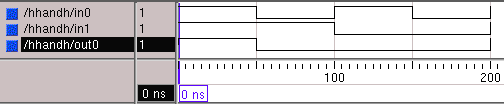 /hhandh/in0 1
/hhandh/in1 1
/hhandh/out0 1
100 200
0 ns 0 ns